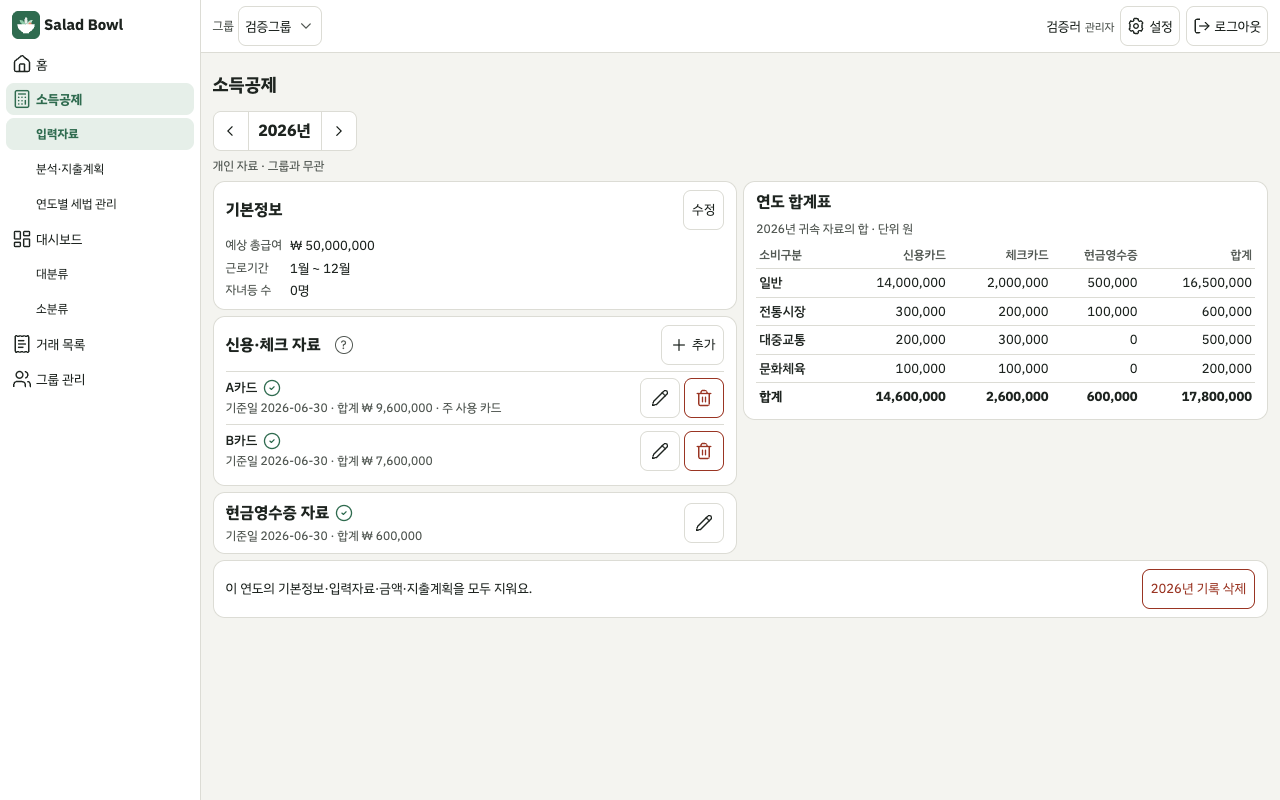 Salad Bowl
홈
소득공제
입력자료
분석·지출계획
연도별 세법 관리
대시보드
대분류
소분류
거래 목록
그룹 관리
그룹 검증그룹
검증러 관리자 설정 로그아웃
소득공제
2026년
개인 자료 · 그룹과 무관
기본정보 수정
예상 총급여 ₩ 50,000,000
근로기간 1월 ~ 12월
자녀등 수 0명
신용·체크 자료 ? 추가
A카드
기준일 2026-06-30 · 합계 ₩ 9,600,000 · 주 사용 카드
B카드
기준일 2026-06-30 · 합계 ₩ 7,600,000
현금영수증 자료
기준일 2026-06-30 · 합계 ₩ 600,000
연도 합계표
2026년 귀속 자료의 합 · 단위 원
소비구분 신용카드 체크카드 현금영수증 합계
일반 14,000,000 2,000,000 500,000 16,500,000
전통시장 300,000 200,000 100,000 600,000
대중교통 200,000 300,000 0 500,000
문화체육 100,000 100,000 0 200,000
합계 14,600,000 2,600,000 600,000 17,800,000
이 연도의 기본정보·입력자료·금액·지출계획을 모두 지워요.
2026년 기록 삭제